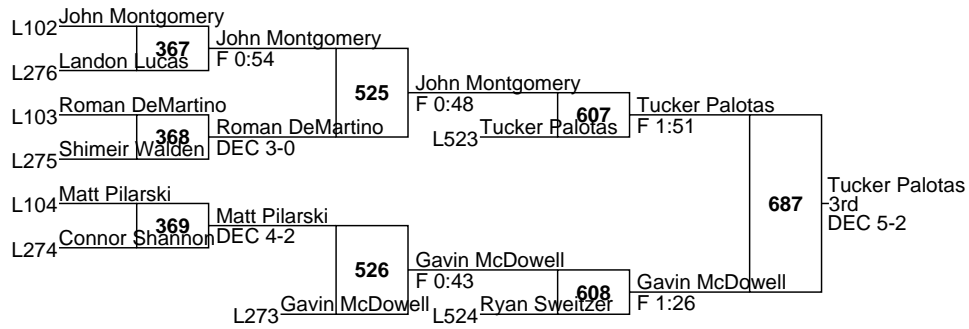 L102 John Montgomery
367
L276 Landon Lucas
John Montgomery
F 0:54
L103 Roman DeMartino
368
L275 Shimeir Walden
Roman DeMartino
DEC 3-0
525
John Montgomery
F 0:48
L523 Tucker Palotas
607
Tucker Palotas
F 1:51
L104 Matt Pilarski
369
L274 Connor Shannon
Matt Pilarski
DEC 4-2
L273 Gavin McDowell
526
Gavin McDowell
F 0:43
L524 Ryan Sweitzer
608
Gavin McDowell
F 1:26
687
Tucker Palotas
3rd
DEC 5-2